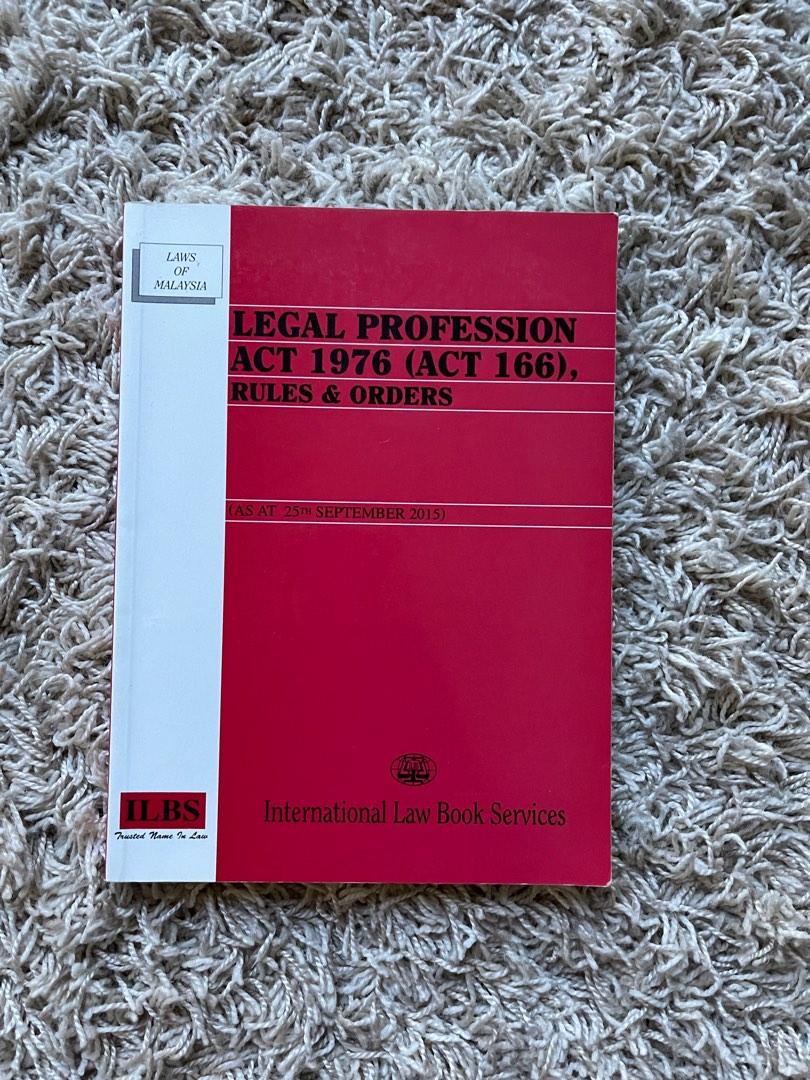 LAWS
OF
MALAYSIA
LEGAL PROFESSION
ACT 1976 (ACT 166),
RULES & ORDERS
(AS AT 25TH SEPTEMBER 2015)
International Law Book Services
ILBS
Trusted Name In Law